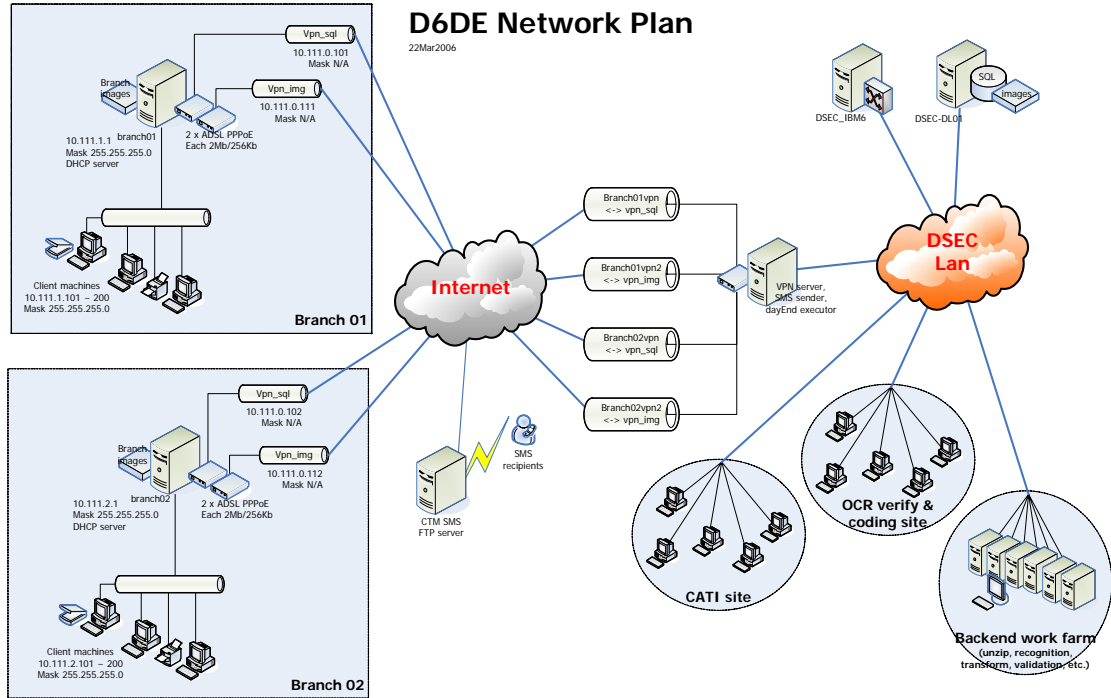 D6DE Network Plan
22Mar2006
Vpn_sql
10.111.0.101
Mask N/A
Branch
images
Vpn_img
10.111.0.111
Mask N/A
branch01
2 x ADSL PPPoE
Each 2Mb/256Kb
10.111.1.1
Mask 255.255.255.0
DHCP server
Client machines
10.111.1.101 – 200
Mask 255.255.255.0
Branch 01
Vpn_sql
10.111.0.102
Mask N/A
Branch
images
Vpn_img
10.111.0.112
Mask N/A
branch02
2 x ADSL PPPoE
Each 2Mb/256Kb
10.111.2.1
Mask 255.255.255.0
DHCP server
Client machines
10.111.2.101 – 200
Mask 255.255.255.0
Branch 02
Internet
CTM SMS
FTP server
SMS
recipients
Branch01vpn
<-> vpn_sql
Branch01vpn2
<-> vpn_img
Branch02vpn
<-> vpn_sql
Branch02vpn2
<-> vpn_img
VPN server,
SMS sender,
dayEnd executor
DSEC_IBM6
SQL
images
DSEC-DL01
DSEC
Lan
CATI site
OCR verify &
coding site
Backend work farm
(unzip, recognition,
transform, validation, etc.)